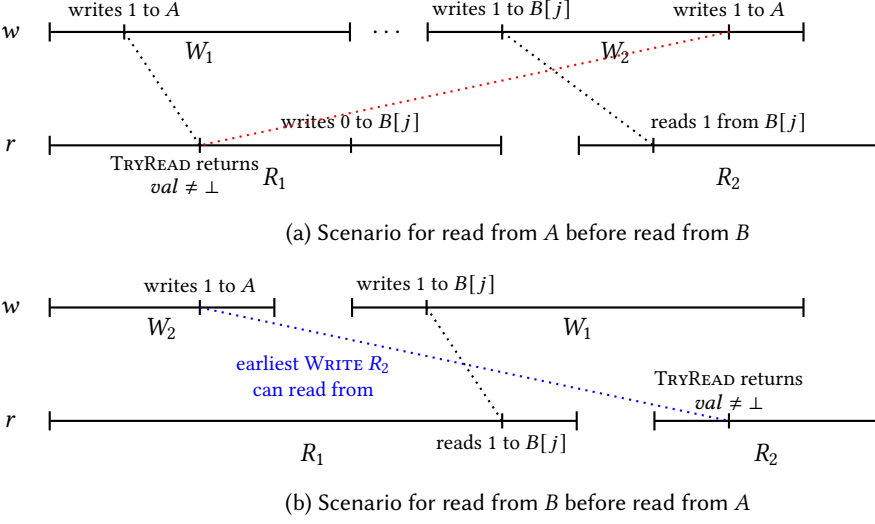 writes 1 to A
writes 1 to B[j]
writes 1 to A
w
W₁
· · ·
W₂
writes 0 to B[j]
reads 1 from B[j]
r
TRYREAD returns
val ≠ ⊥
R₁
R₂
(a) Scenario for read from A before read from B
writes 1 to A
writes 1 to B[j]
w
W₂
W₁
earliest WRITE R₂
can read from
TRYREAD returns
val ≠ ⊥
r
reads 1 to B[j]
R₁
R₂
(b) Scenario for read from B before read from A